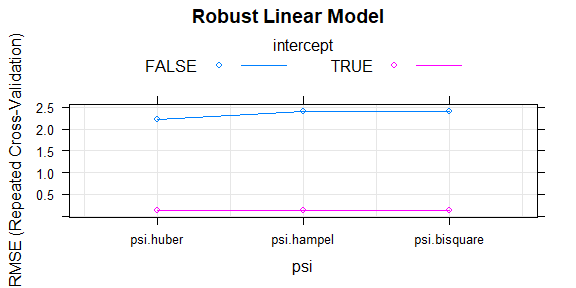 Robust Linear Model
intercept
FALSE TRUE
RMSE (Repeated Cross-Validation)
2.5
2.0
1.5
1.0
0.5
psi.huber psi.hampel psi.bisquare
psi